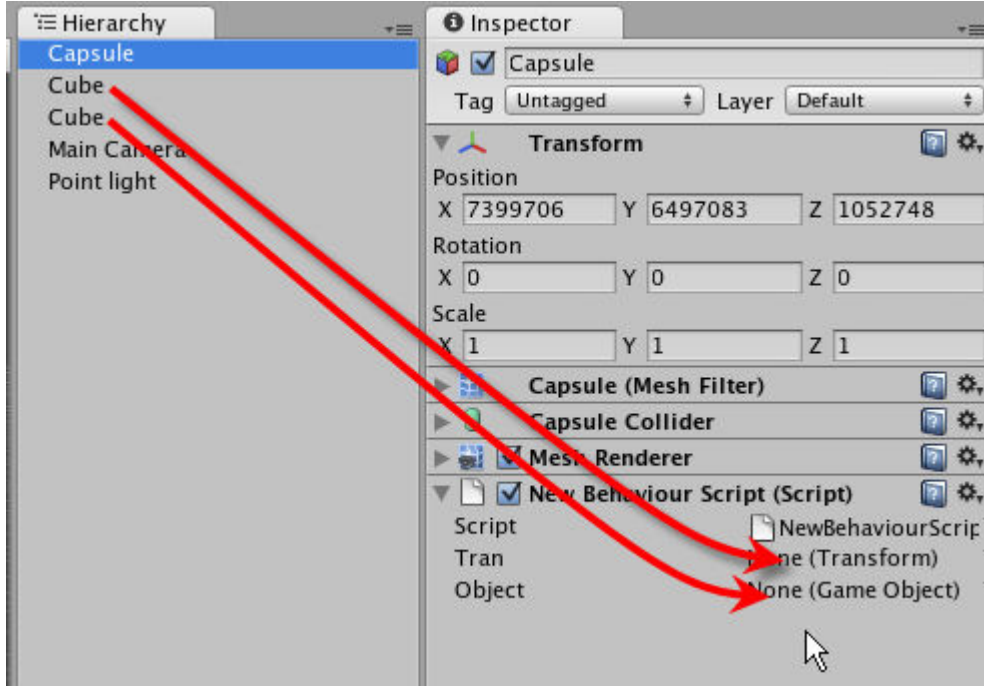 Hierarchy
Capsule
Cube
Cube
Main Camera
Point light
Inspector
Capsule
Tag Untagged Layer Default
Transform
Position
X 7399706 Y 6497083 Z 1052748
Rotation
X 0 Y 0 Z 0
Scale
X 1 Y 1 Z 1
Capsule (Mesh Filter)
Capsule Collider
Mesh Renderer
New Behaviour Script (Script)
Script NewBehaviourScrip
Tran None (Transform)
Object None (Game Object)